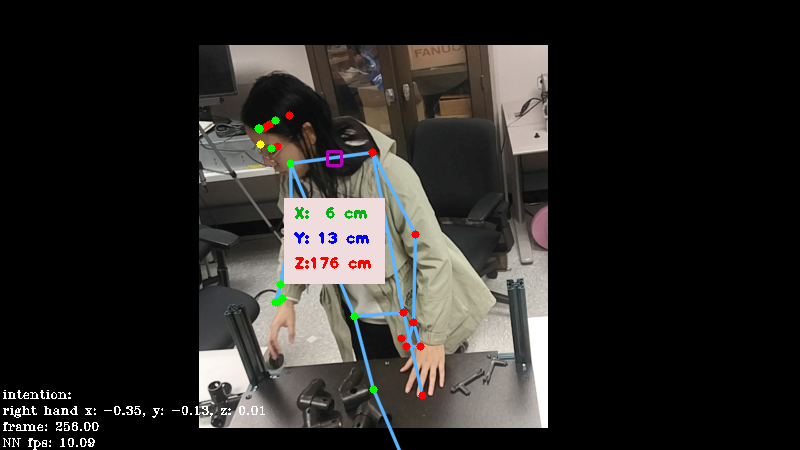 FANUC
X: 6 cm
Y: 13 cm
Z:176 cm
intention:
right hand x: -0.35, y: -0.13, z: 0.01
frame: 256.00
NN fps: 10.09